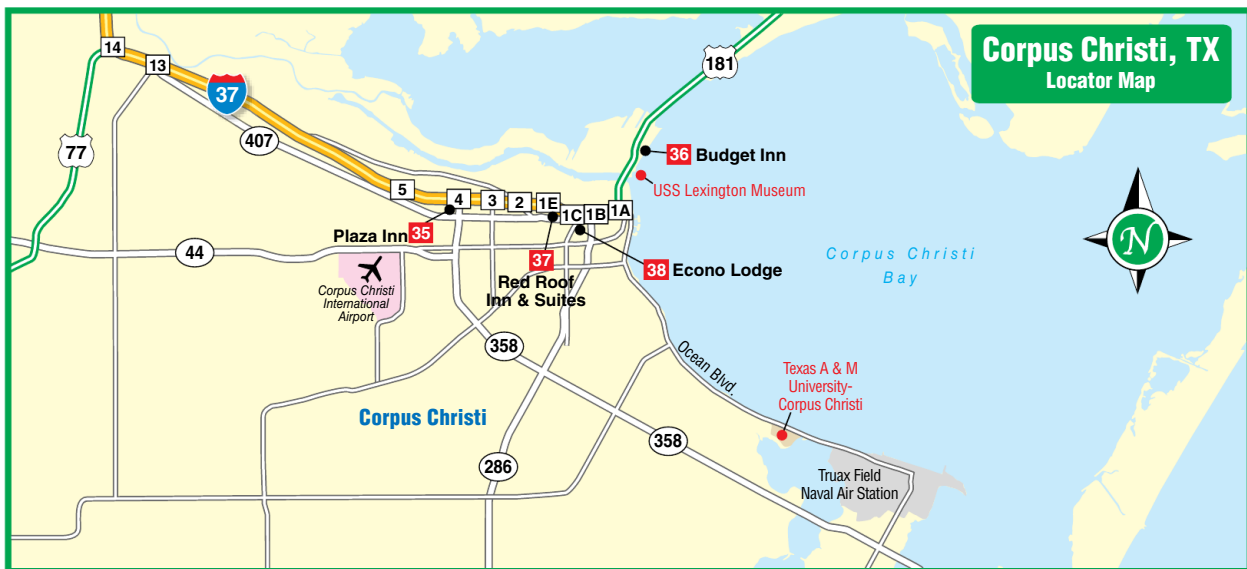 Corpus Christi, TX
Locator Map
14
13
37
181
77
407
36 Budget Inn
USS Lexington Museum
5
4
3
2
1E
1C
1B
1A
Plaza Inn 35
44
37
Red Roof
Inn & Suites
38 Econo Lodge
Corpus Christi
Bay
N
Corpus Christi
International
Airport
358
Ocean Blvd.
Texas A & M
University-
Corpus Christi
Corpus Christi
358
286
Truax Field
Naval Air Station